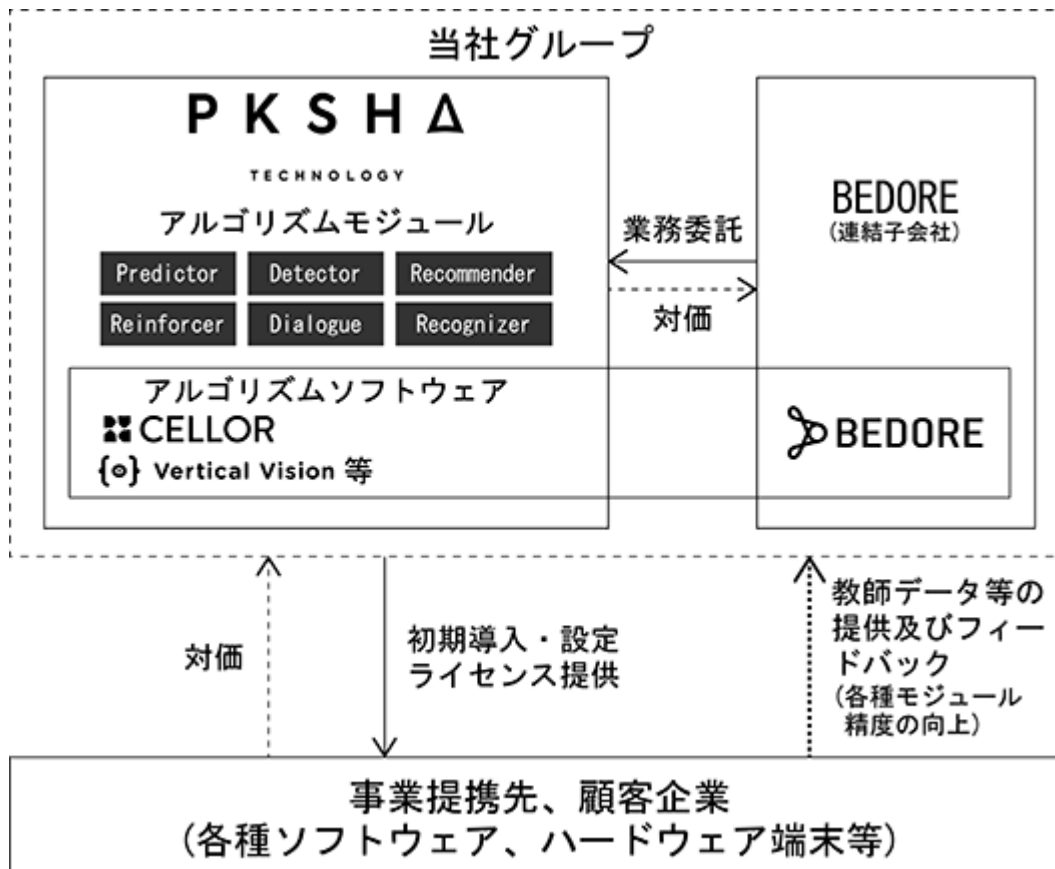 当社グループ
PKSHA
TECHNOLOGY
アルゴリズムモジュール
Predictor
Detector
Recommender
Reinforcer
Dialogue
Recognizer
業務委託
対価
BEDORE
(連結子会社)
アルゴリズムソフトウェア
CELLOR
{⊙} Vertical Vision 等
BEDORE
対価
初期導入・設定
ライセンス提供
教師データ等の
提供及びフィー
ドバック
(各種モジュール
精度の向上)
事業提携先、顧客企業
(各種ソフトウェア、ハードウェア端末等)